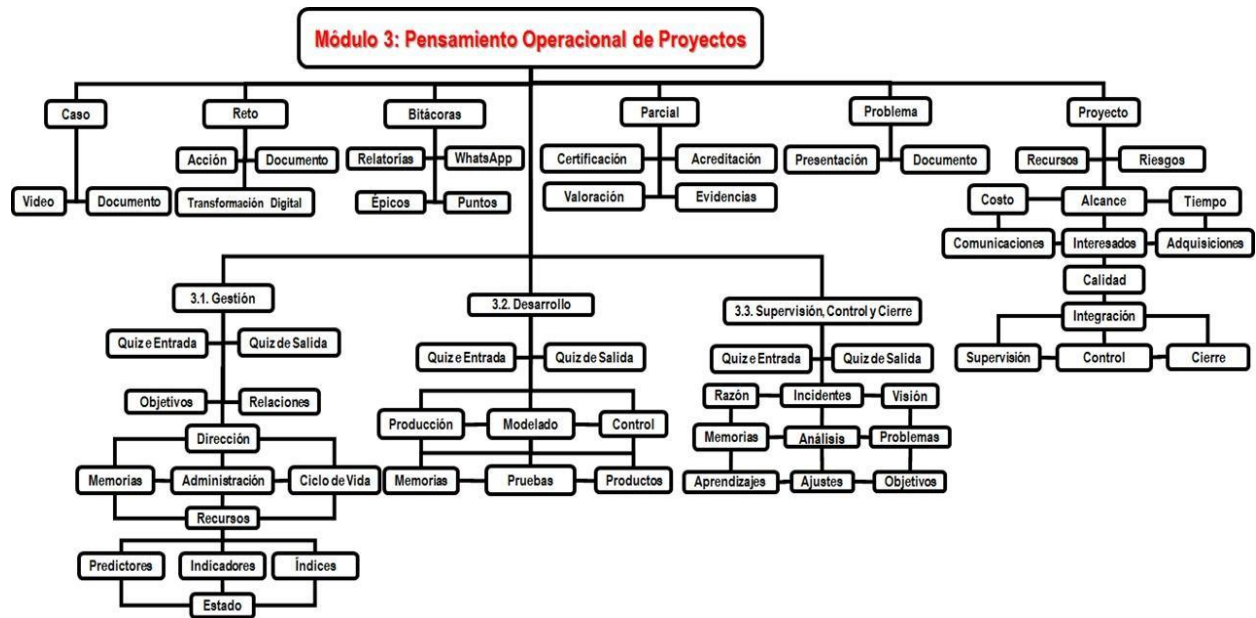 Módulo 3: Pensamiento Operacional de Proyectos
Caso
Reto
Bitácoras
Parcial
Problema
Proyecto
Acción
Documento
Relatorías
WhatsApp
Certificación
Acreditación
Presentación
Documento
Recursos
Riesgos
Video
Documento
Transformación Digital
Épicos
Puntos
Valoración
Evidencias
Costo
Alcance
Tiempo
Comunicaciones
Interesados
Adquisiciones
Calidad
Integración
Supervisión
Control
Cierre
3.1. Gestión
3.2. Desarrollo
3.3. Supervisión, Control y Cierre
Quiz e Entrada
Quiz de Salida
Quiz e Entrada
Quiz de Salida
Quiz e Entrada
Quiz de Salida
Objetivos
Relaciones
Dirección
Memorias
Administración
Ciclo de Vida
Recursos
Predictores
Indicadores
Índices
Estado
Producción
Modelado
Control
Memorias
Pruebas
Productos
Razón
Incidentes
Visión
Memorias
Análisis
Problemas
Aprendizajes
Ajustes
Objetivos